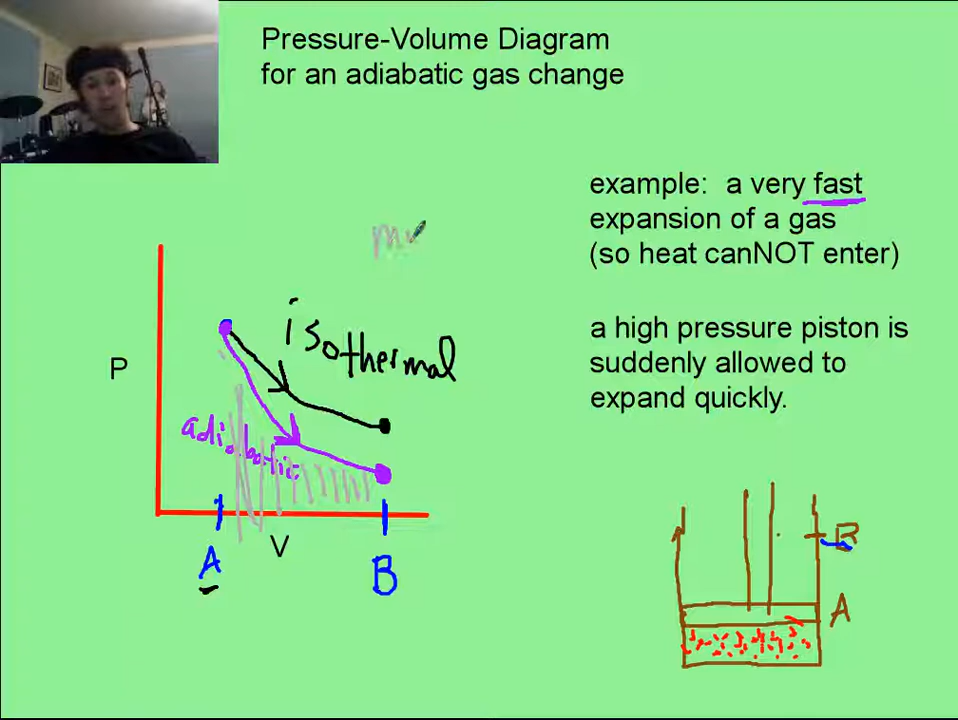 Pressure-Volume Diagram
for an adiabatic gas change
example: a very fast
expansion of a gas
(so heat canNOT enter)
a high pressure piston is
suddenly allowed to
expand quickly.
isothermal
P
adiabatic
A
V
B
B
A